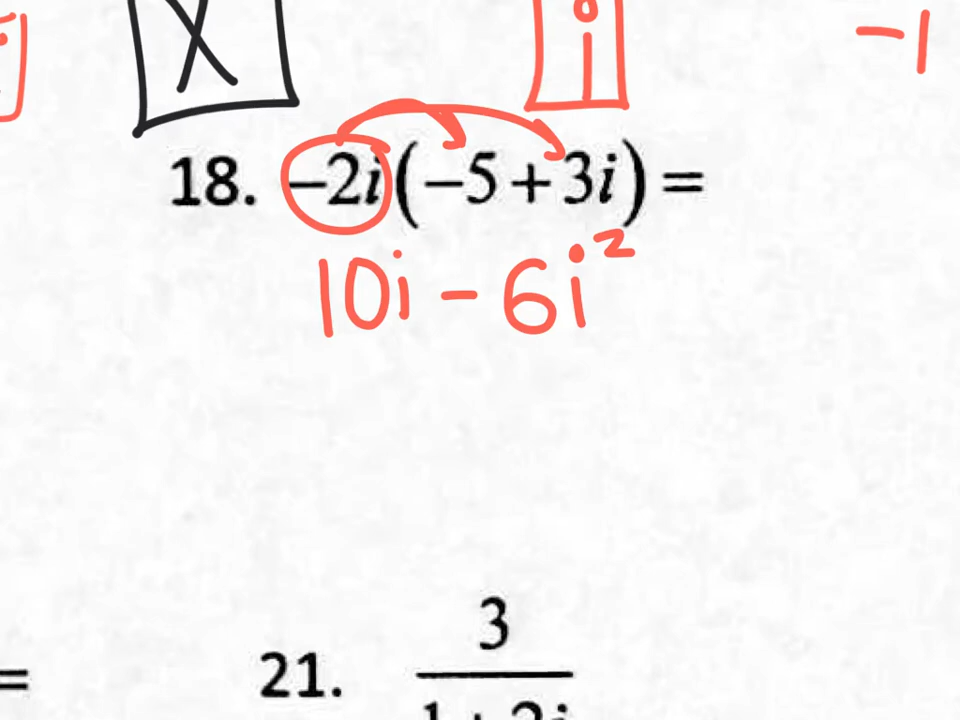 X i -1
18. -2i(-5+3i)=
10i - 6i²
= 21. 3